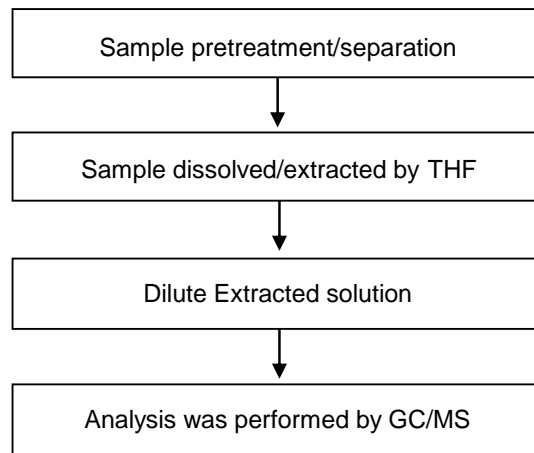 Sample pretreatment/separation
Sample dissolved/extracted by THF
Dilute Extracted solution
Analysis was performed by GC/MS